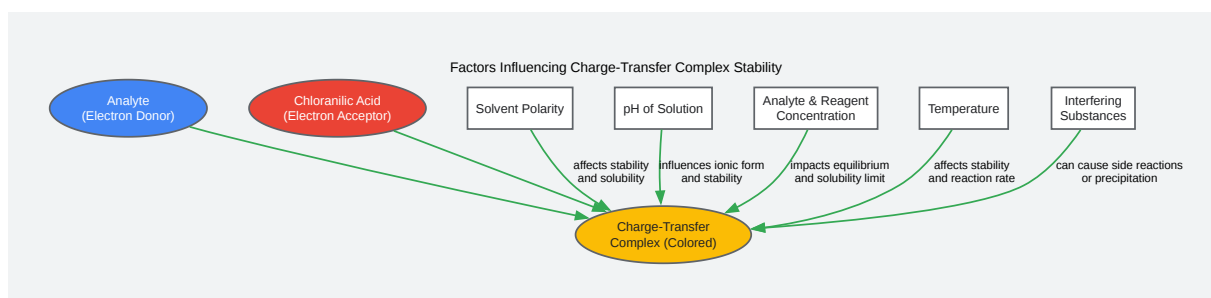 Factors Influencing Charge-Transfer Complex Stability
Analyte
(Electron Donor)
Chloranilic Acid
(Electron Acceptor)
Solvent Polarity
pH of Solution
Analyte & Reagent
Concentration
Temperature
Interfering
Substances
affects stability
and solubility
influences ionic form
and stability
impacts equilibrium
and solubility limit
affects stability
and reaction rate
can cause side reactions
or precipitation
Charge-Transfer
Complex (Colored)